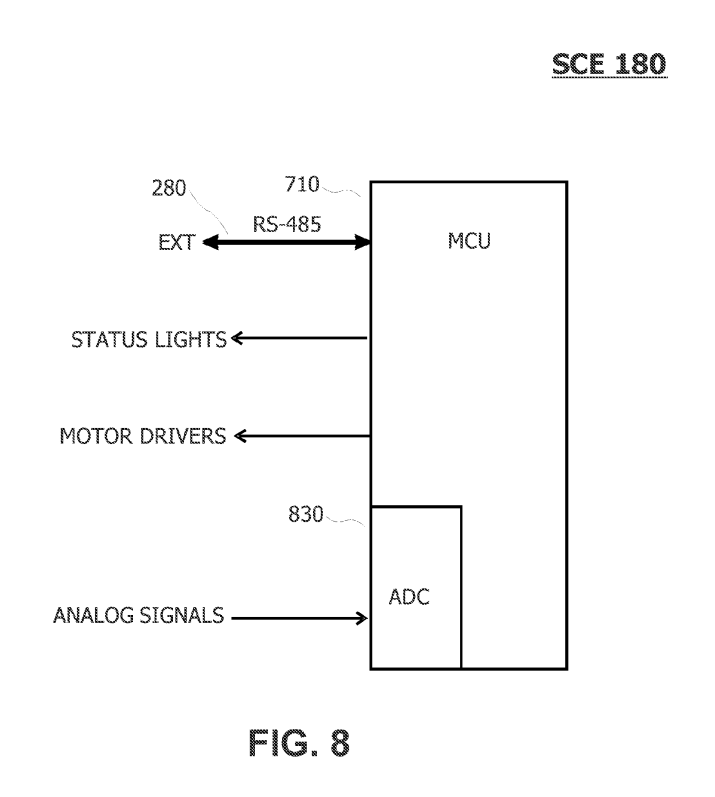 SCE 180
280
710
RS-485
EXT
MCU
STATUS LIGHTS
MOTOR DRIVERS
830
ADC
ANALOG SIGNALS
FIG. 8